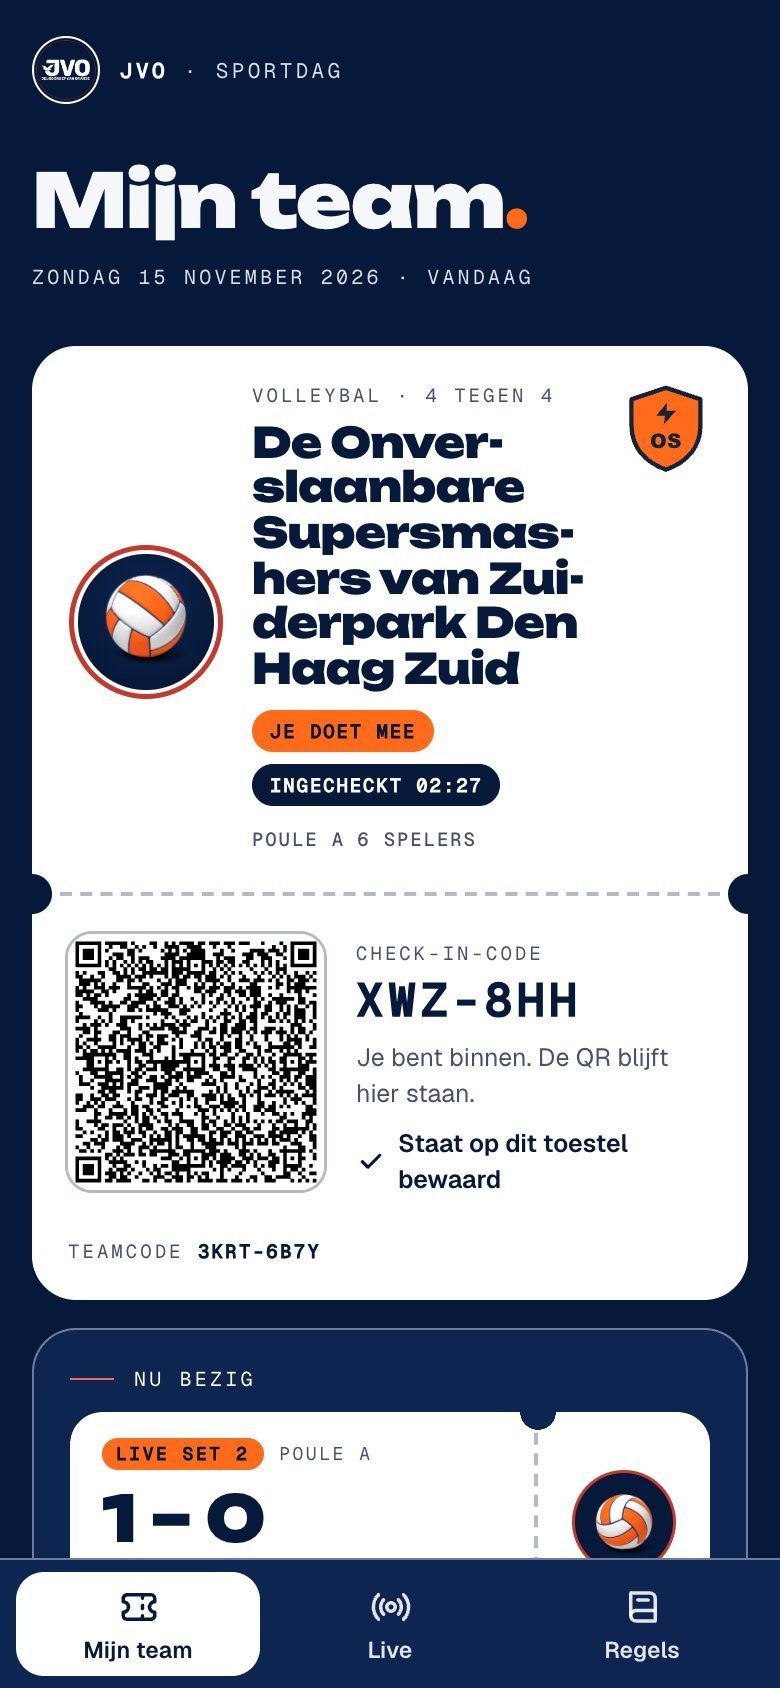 JVO
JVO · SPORTDAG
Mijn team.
ZONDAG 15 NOVEMBER 2026 · VANDAAG
VOLLEYBAL · 4 TEGEN 4
OS
De Onver-
slaanbare
Supersmas-
hers van Zui-
derpark Den
Haag Zuid
JE DOET MEE
INGECHECKT 02:27
POULE A 6 SPELERS
CHECK-IN-CODE
XWZ-8HH
Je bent binnen. De QR blijft
hier staan.
Staat op dit toestel
bewaard
TEAMCODE 3KRT-6B7Y
NU BEZIG
LIVE SET 2 POULE A
1–0
Mijn team
Live
Regels